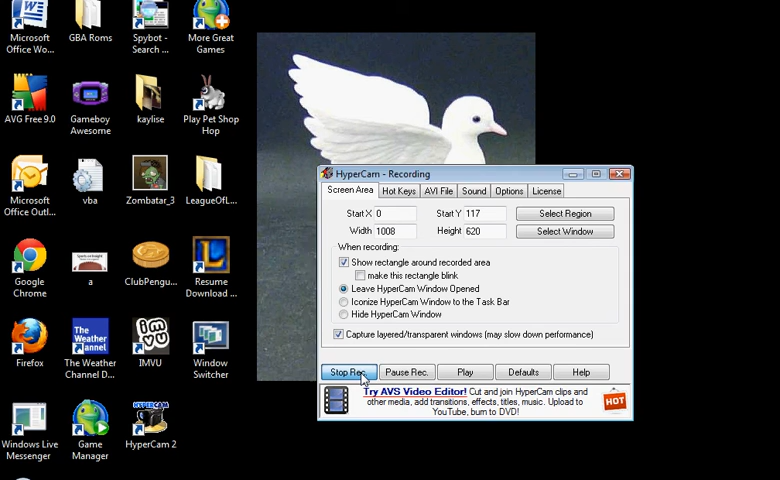 Microsoft Office Wo...
GBA Roms
Spybot - Search ...
More Great Games
AVG Free 9.0
Gameboy Awesome
kaylise
Play Pet Shop Hop
Microsoft Office Outl...
vba
Zombatar_3
LeagueOfL...
Google Chrome
a
ClubPengu...
Resume Download ...
Firefox
The Weather Channel
The Weather Channel D...
imvu
IMVU
Window Switcher
Windows Live Messenger
Game Manager
HYPERCAM
HyperCam 2
HyperCam - Recording
Screen Area Hot Keys AVI File Sound Options License
Start X 0 Start Y 117 Select Region
Width 1008 Height 620 Select Window
When recording:
Show rectangle around recorded area
make this rectangle blink
Leave HyperCam Window Opened
Iconize HyperCam Window to the Task Bar
Hide HyperCam Window
Capture layered/transparent windows (may slow down performance)
Stop Rec. Pause Rec. Play Defaults Help
Try AVS Video Editor! Cut and join HyperCam clips and
other media, add transitions, effects, titles, music. Upload to
YouTube, burn to DVD!
HOT